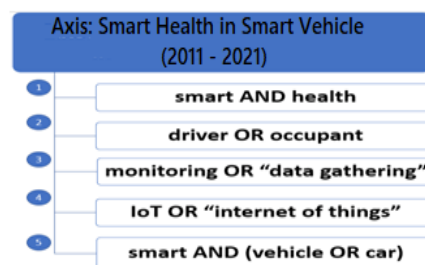 Axis: Smart Health in Smart Vehicle
(2011 - 2021)
1
smart AND health
2
driver OR occupant
3
monitoring OR “data gathering”
4
IoT OR “internet of things”
5
smart AND (vehicle OR car)